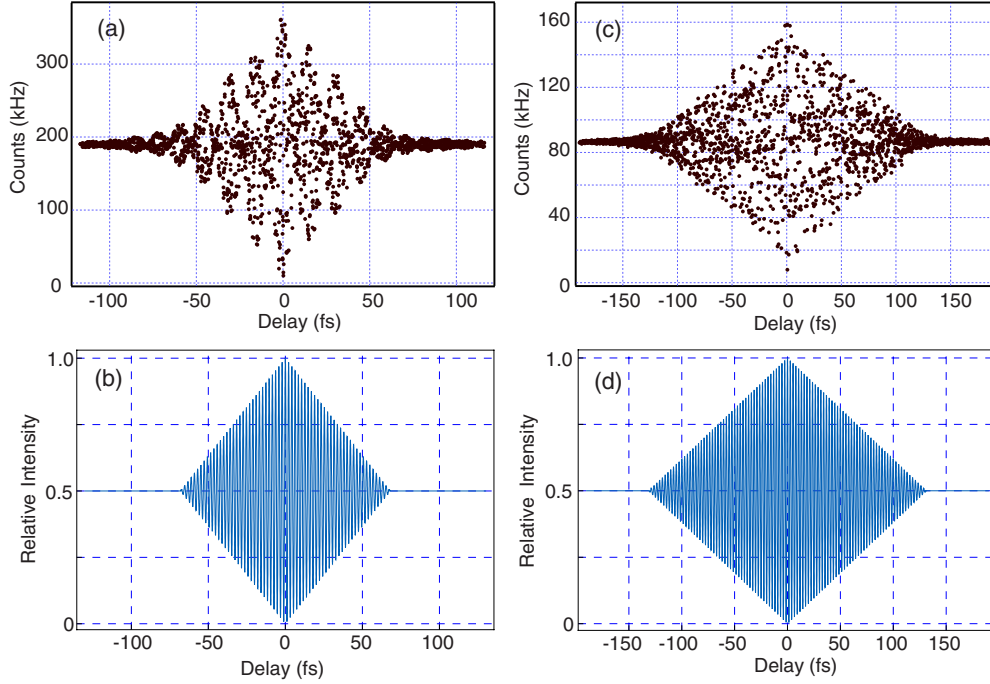 (a)
Counts (kHz)
300
200
100
0
-100 -50 0 50 100
Delay (fs)
(c)
Counts (kHz)
160
120
80
40
0
-150 -100 -50 0 50 100 150
Delay (fs)
(b)
Relative Intensity
1.0
0.5
0
-100 -50 0 50 100
Delay (fs)
(d)
Relative Intensity
1.0
0.5
0
-150 -100 -50 0 50 100 150
Delay (fs)